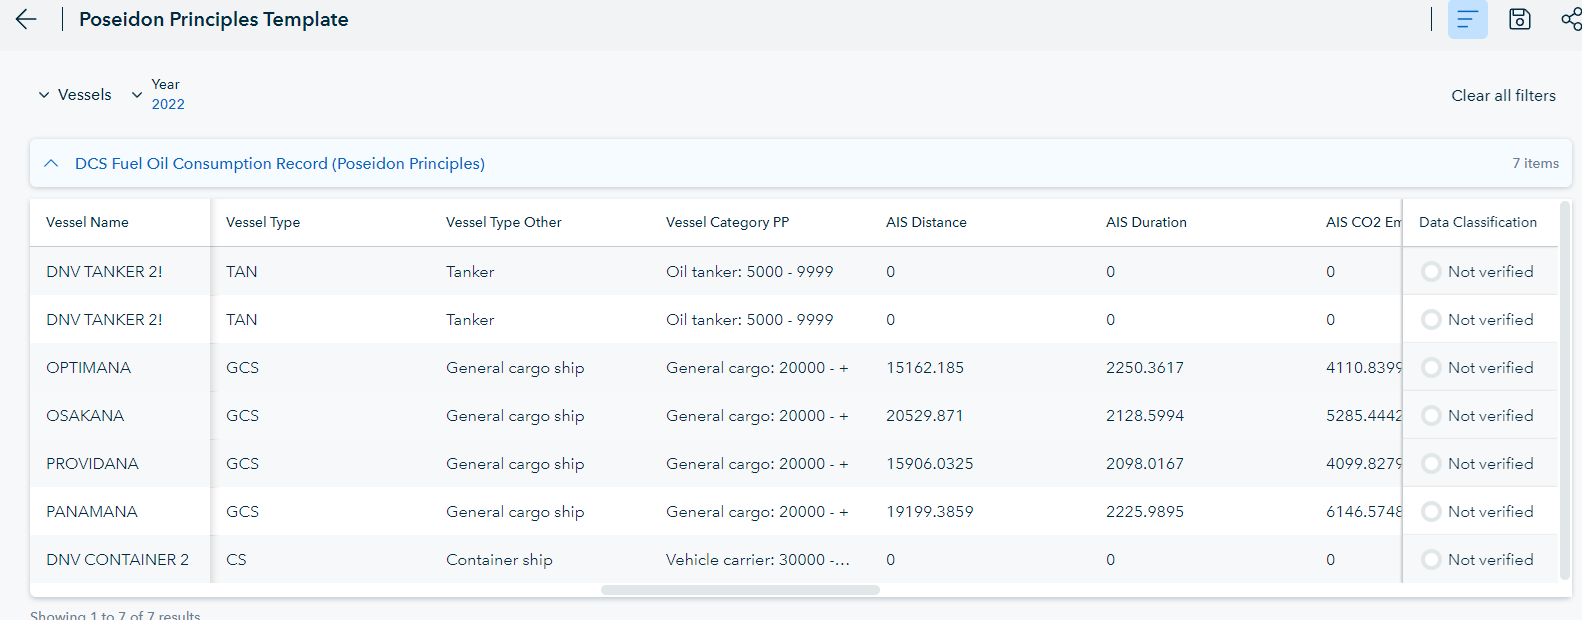 Poseidon Principles Template
Vessels
Year
2022
Clear all filters
DCS Fuel Oil Consumption Record (Poseidon Principles) 7 items
Vessel Name Vessel Type Vessel Type Other Vessel Category PP AIS Distance AIS Duration AIS CO2 Em Data Classification
DNV TANKER 2! TAN Tanker Oil tanker: 5000 - 9999 0 0 0 Not verified
DNV TANKER 2! TAN Tanker Oil tanker: 5000 - 9999 0 0 0 Not verified
OPTIMANA GCS General cargo ship General cargo: 20000 - + 15162.185 2250.3617 4110.8399 Not verified
OSAKANA GCS General cargo ship General cargo: 20000 - + 20529.871 2128.5994 5285.4442 Not verified
PROVIDANA GCS General cargo ship General cargo: 20000 - + 15906.0325 2098.0167 4099.8279 Not verified
PANAMANA GCS General cargo ship General cargo: 20000 - + 19199.3859 2225.9895 6146.5748 Not verified
DNV CONTAINER 2 CS Container ship Vehicle carrier: 30000 -... 0 0 0 Not verified
Showing 1 to 7 of 7 results